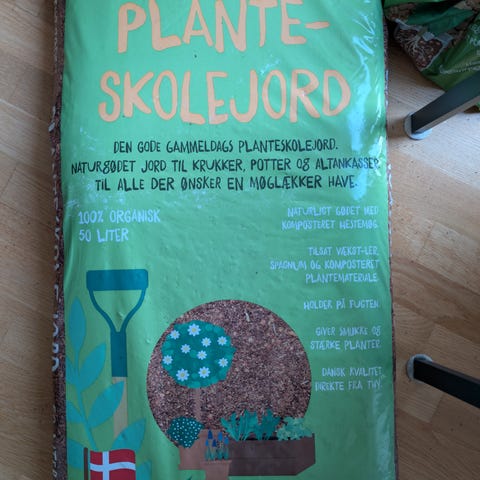 PLANTE-
SKOLEJORD
DEN GODE GAMMELDAGS PLANTESKOLEJORD.
NATURGØDET JORD TIL KRUKKER, POTTER OG ALTANKASSER
TIL ALLE DER ØNSKER EN MØGLÆKKER HAVE.
100% ORGANISK
50 LITER
NATURLIGT GØDET MED
KOMPOSTERET HESTEMØG.
TILSAT VÆKST-LER,
SPAGNUM OG KOMPOSTERET
PLANTEMATERIALE.
HOLDER PÅ FUGTEN.
GIVER SMUKKE OG
STÆRKE PLANTER.
DANSK KVALITET
DIREKTE FRA THY.